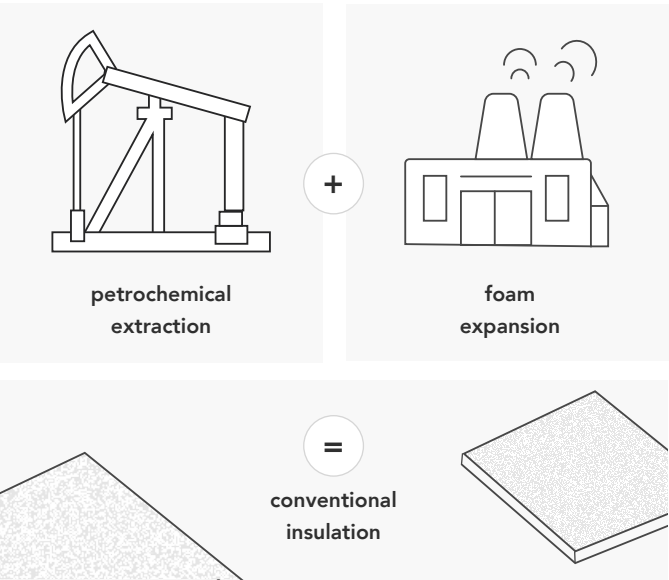 petrochemical
extraction
+
foam
expansion
=
conventional
insulation